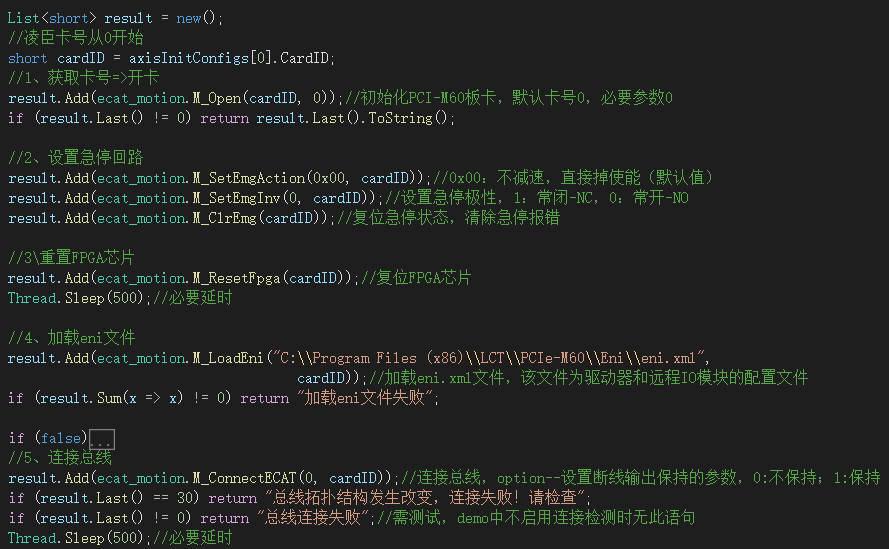 List<short> result = new();
//凌臣卡号从0开始
short cardID = axisInitConfigs[0].CardID;
//1、获取卡号=>开卡
result.Add(ecat_motion.M_Open(cardID, 0));//初始化PCI-M60板卡，默认卡号0，必要参数0
if (result.Last() != 0) return result.Last().ToString();
//2、设置急停回路
result.Add(ecat_motion.M_SetEmgAction(0x00, cardID));//0x00：不减速，直接掉使能（默认值）
result.Add(ecat_motion.M_SetEmgInv(0, cardID));//设置急停极性，1：常闭-NC，0：常开-NO
result.Add(ecat_motion.M_ClrEmg(cardID));//复位急停状态，清除急停报错
//3\重置FPGA芯片
result.Add(ecat_motion.M_ResetFpga(cardID));//复位FPGA芯片
Thread.Sleep(500);//必要延时
//4、加载eni文件
result.Add(ecat_motion.M_LoadEni("C:\\Program Files (x86)\\LCT\\PCIe-M60\\Eni\\eni.xml",
cardID));//加载eni.xml文件，该文件为驱动器和远程IO模块的配置文件
if (result.Sum(x => x) != 0) return "加载eni文件失败";
if (false)...
//5、连接总线
result.Add(ecat_motion.M_ConnectECAT(0, cardID));//连接总线，option--设置断线输出保持的参数，0:不保持；1:保持
if (result.Last() == 30) return "总线拓扑结构发生改变，连接失败！请检查";
if (result.Last() != 0) return "总线连接失败";//需测试，demo中不启用连接检测时无此语句
Thread.Sleep(500);//必要延时